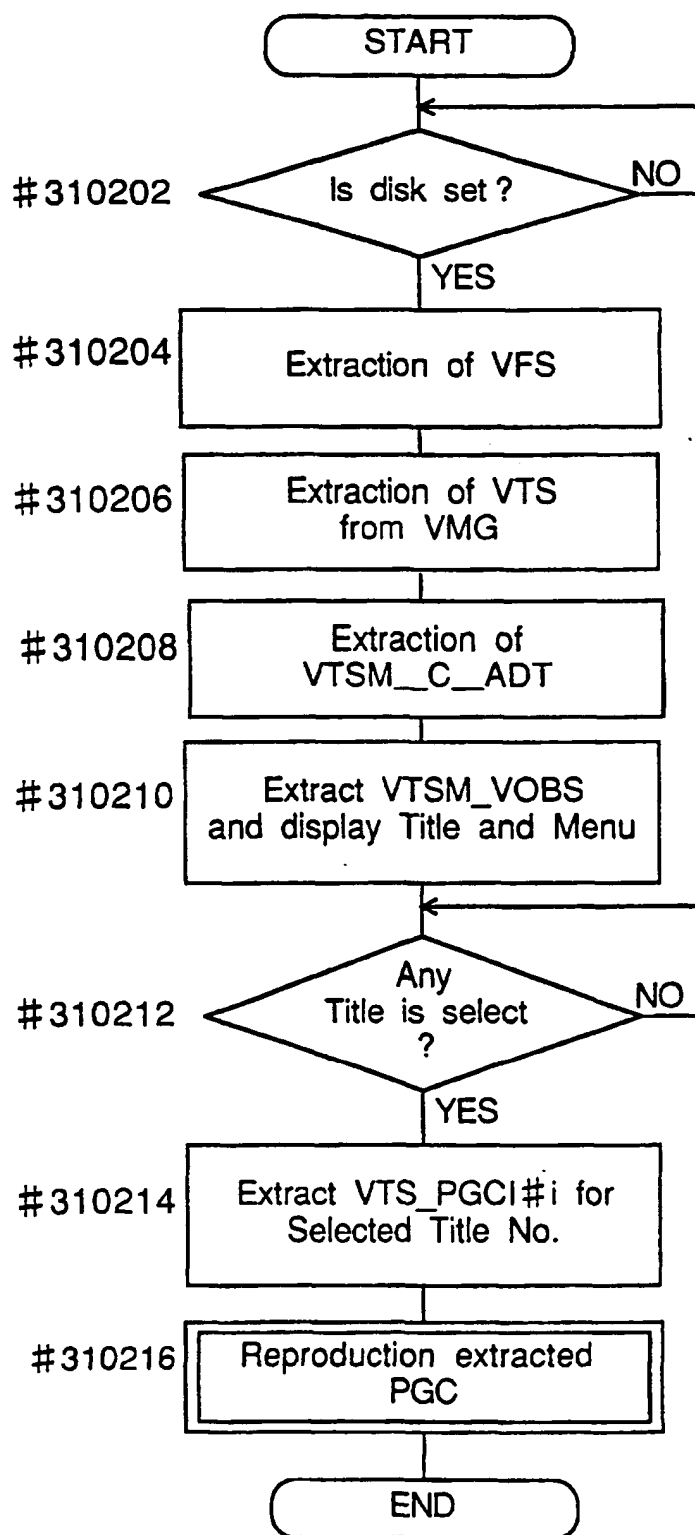 START
#310202
Is disk set?
NO
YES
#310204
Extraction of VFS
#310206
Extraction of VTS
from VMG
#310208
Extraction of
VTSM__C__ADT
#310210
Extract VTSM_VOBS
and display Title and Menu
#310212
Any
Title is select
?
NO
YES
#310214
Extract VTS_PGCI#i for
Selected Title No.
#310216
Reproduction extracted
PGC
END